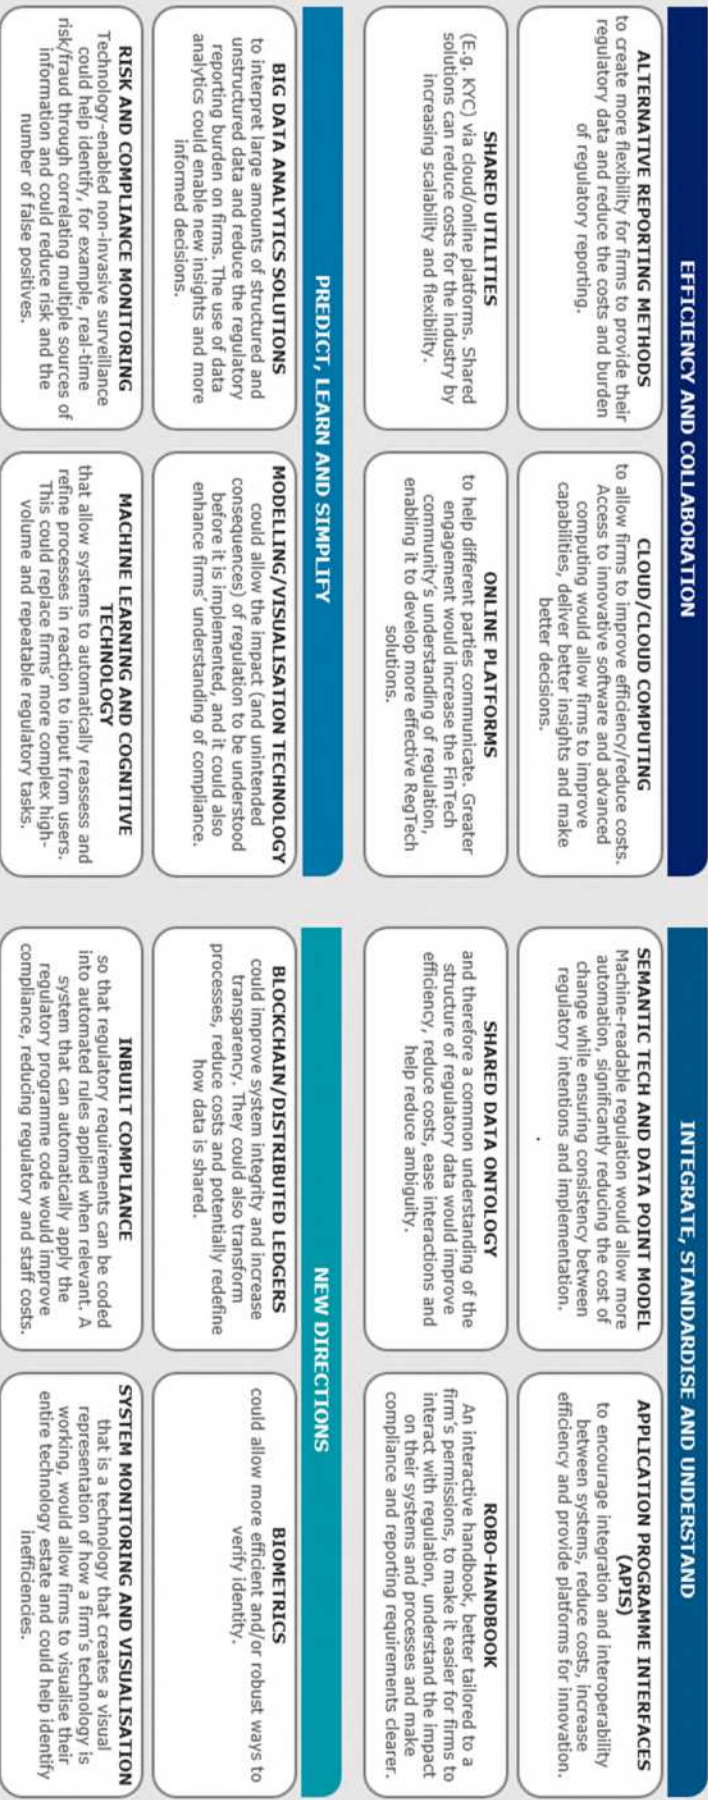 EFFICIENCY AND COLLABORATION
ALTERNATIVE REPORTING METHODS
to create more flexibility for firms to provide their
regulatory data and reduce the costs and burden
of regulatory reporting.
CLOUD/CLOUD COMPUTING
to allow firms to improve efficiency/reduce costs.
Access to innovative software and advanced
computing would allow firms to improve
capabilities, deliver better insights and make
better decisions.
SHARED UTILITIES
(E.g. KYC) via cloud/online platforms. Shared
solutions can reduce costs for the industry by
increasing scalability and flexibility.
ONLINE PLATFORMS
to help different parties communicate. Greater
engagement would increase the FinTech
community's understanding of regulation,
enabling it to develop more effective RegTech
solutions.
INTEGRATE, STANDARDISE AND UNDERSTAND
SEMANTIC TECH AND DATA POINT MODEL
Machine-readable regulation would allow more
automation, significantly reducing the cost of
change while ensuring consistency between
regulatory intentions and implementation.
.
APPLICATION PROGRAMME INTERFACES
(APIS)
to encourage integration and interoperability
between systems, reduce costs, increase
efficiency and provide platforms for innovation.
SHARED DATA ONTOLOGY
and therefore a common understanding of the
structure of regulatory data would improve
efficiency, reduce costs, ease interactions and
help reduce ambiguity.
ROBO-HANDBOOK
An interactive handbook, better tailored to a
firm's permissions, to make it easier for firms to
interact with regulation, understand the impact
on their systems and processes and make
compliance and reporting requirements clearer.
PREDICT, LEARN AND SIMPLIFY
BIG DATA ANALYTICS SOLUTIONS
to interpret large amounts of structured and
unstructured data and reduce the regulatory
reporting burden on firms. The use of data
analytics could enable new insights and more
informed decisions.
MODELLING/VISUALISATION TECHNOLOGY
could allow the impact (and unintended
consequences) of regulation to be understood
before it is implemented, and it could also
enhance firms' understanding of compliance.
RISK AND COMPLIANCE MONITORING
Technology-enabled non-invasive surveillance
could help identify, for example, real-time
risk/fraud through correlating multiple sources of
information and could reduce risk and the
number of false positives.
MACHINE LEARNING AND COGNITIVE
TECHNOLOGY
that allow systems to automatically reassess and
refine processes in reaction to input from users.
This could replace firms' more complex high-
volume and repeatable regulatory tasks.
NEW DIRECTIONS
BLOCKCHAIN/DISTRIBUTED LEDGERS
could improve system integrity and increase
transparency. They could also transform
processes, reduce costs and potentially redefine
how data is shared.
BIOMETRICS
could allow more efficient and/or robust ways to
verify identity.
INBUILT COMPLIANCE
so that regulatory requirements can be coded
into automated rules applied when relevant. A
system that can automatically apply the
regulatory programme code would improve
compliance, reducing regulatory and staff costs.
SYSTEM MONITORING AND VISUALISATION
that is a technology that creates a visual
representation of how a firm's technology is
working, would allow firms to visualise their
entire technology estate and could help identify
inefficiencies.